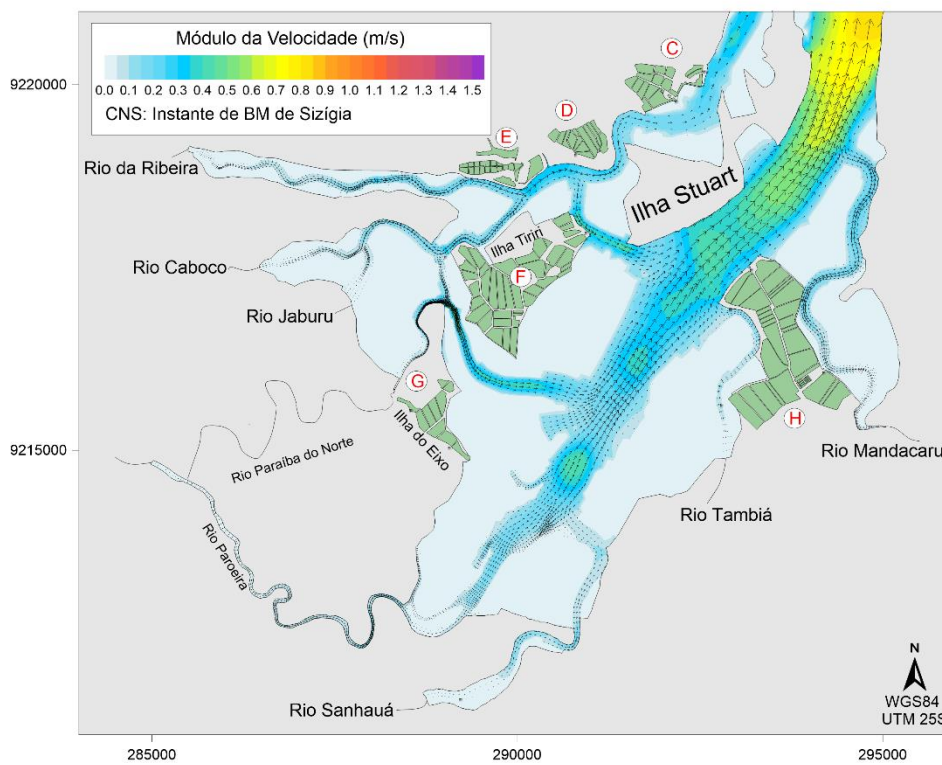 Módulo da Velocidade (m/s)
0.0 0.1 0.2 0.3 0.4 0.5 0.6 0.7 0.8 0.9 1.0 1.1 1.2 1.3 1.4 1.5
CNS: Instante de BM de Sizígia
9220000
C
D
E
Rio da Ribeira
Ilha Stuart
Ilha Tiriri
Rio Caboco
F
Rio Jaburu
G
H
9215000
Ilha do Eixo
Rio Paraíba do Norte
Rio Mandacaru
Rio Tambiá
Rio Paroeira
N
WGS84
UTM 25S
Rio Sanhauá
285000
290000
295000